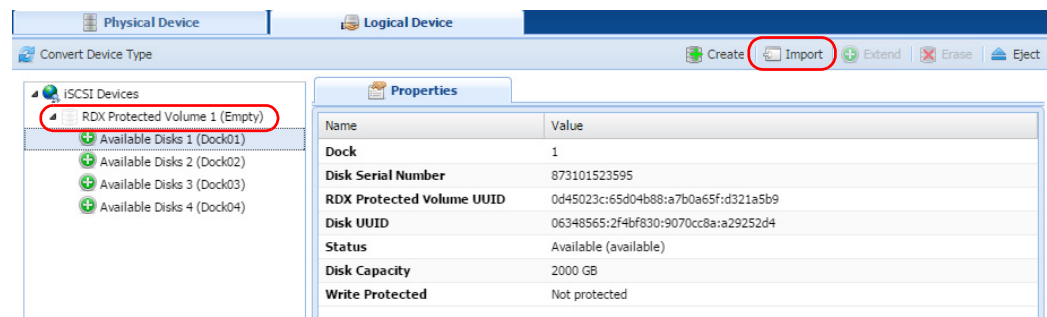 Physical Device Logical Device
Convert Device Type Create Import Extend Erase Eject
iSCSI Devices
RDX Protected Volume 1 (Empty)
Available Disks 1 (Dock01)
Available Disks 2 (Dock02)
Available Disks 3 (Dock03)
Available Disks 4 (Dock04)
Properties
Name Value
Dock 1
Disk Serial Number 873101523595
RDX Protected Volume UUID 0d45023c:65d04b88:a7b0a65f:d321a5b9
Disk UUID 06348565:2f4bf830:9070cc8a:a29252d4
Status Available (available)
Disk Capacity 2000 GB
Write Protected Not protected